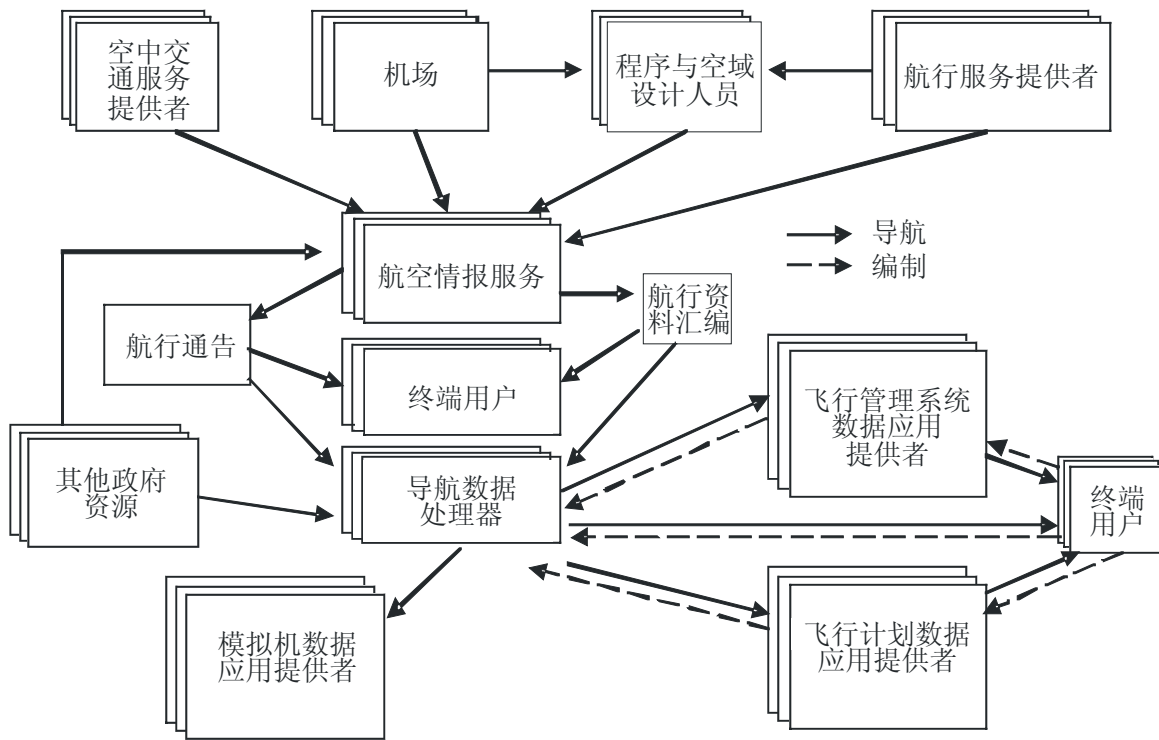 空中交
通服务
提供者
机场
程序与空域
设计人员
航行服务提供者
导航
编制
航空情报服务
航行资
料汇编
航行通告
终端用户
飞行管理系统
数据应用
提供者
其他政府
资源
导航数据
处理器
终端
用户
模拟机数据
应用提供者
飞行计划数据
应用提供者